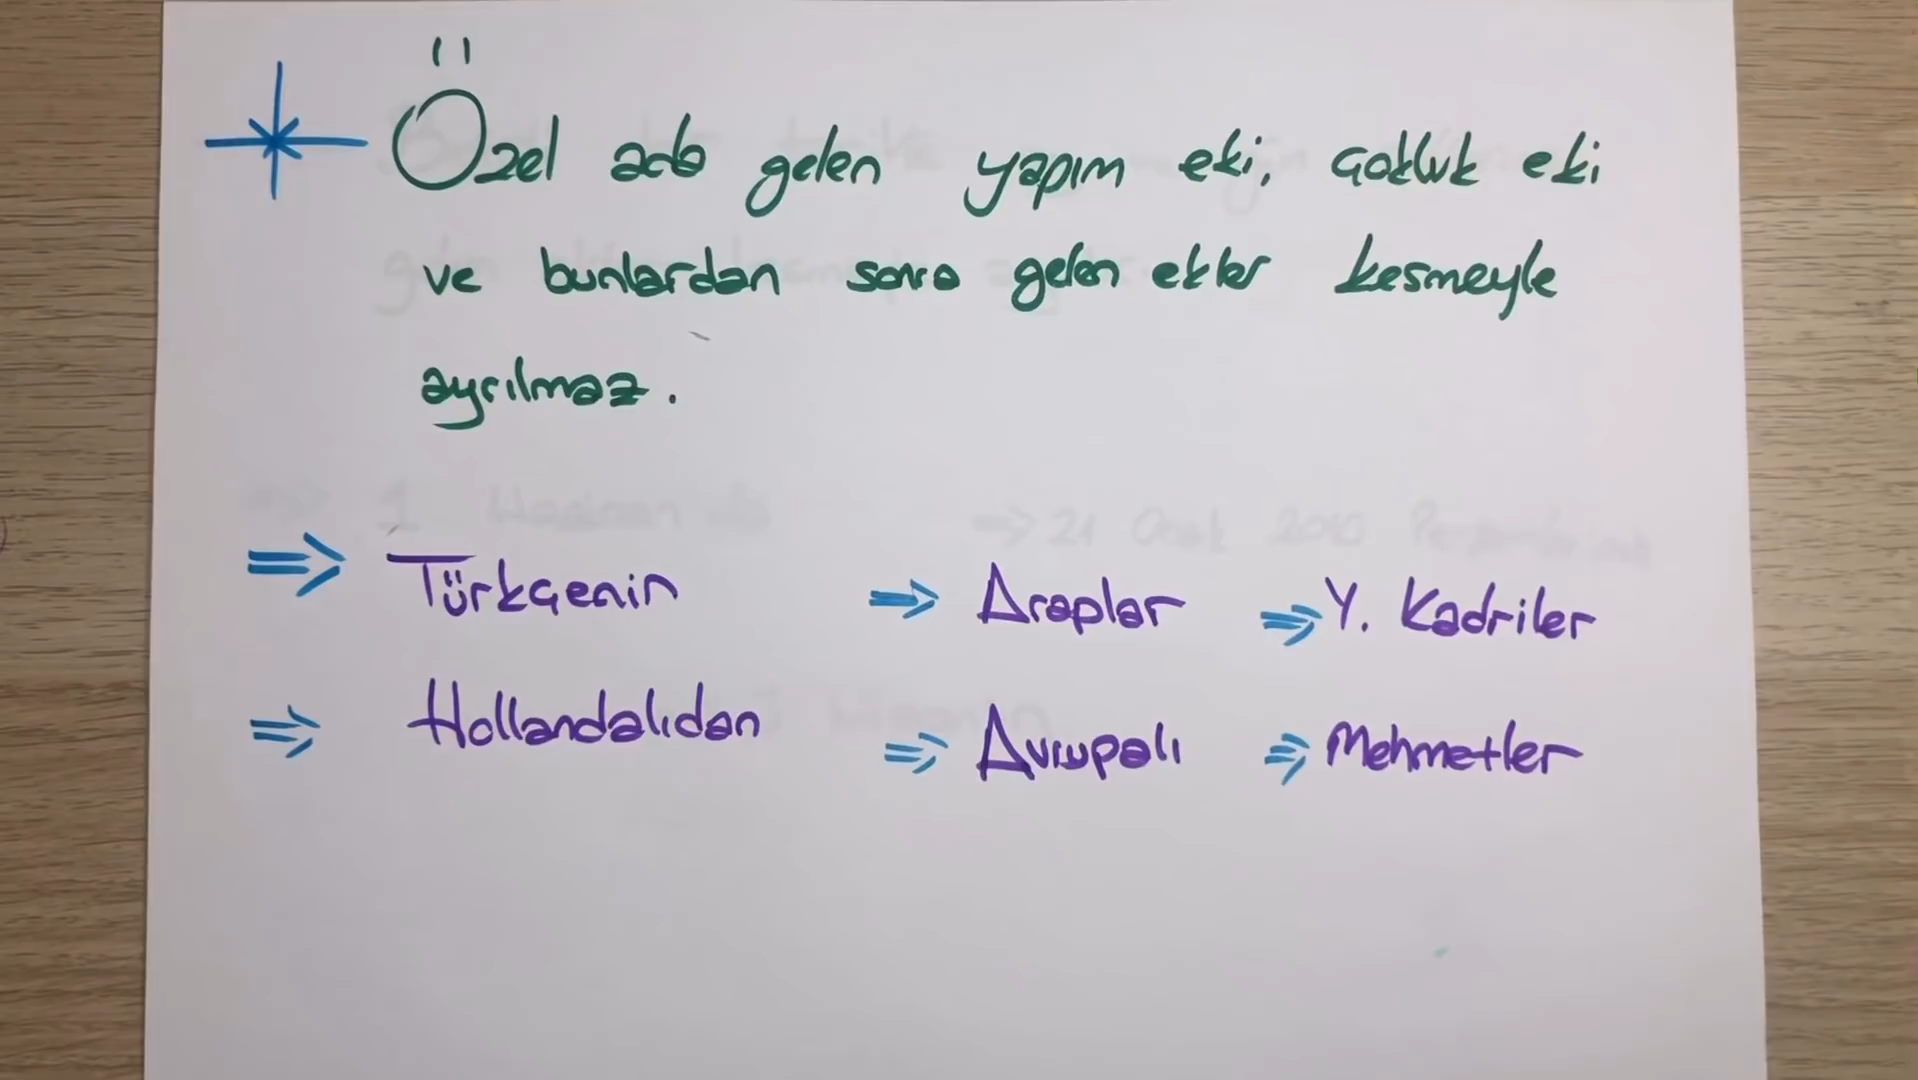 Özel ada gelen yapım eki, çokluk eki
ve bunlardan sonra gelen ekler kesmeyle
ayrılmaz.
⇒ Türkçenin ⇒ Araplar ⇒ Y. Kadriler
⇒ Hollandalıdan ⇒ Avrupalı ⇒ Mehmetler